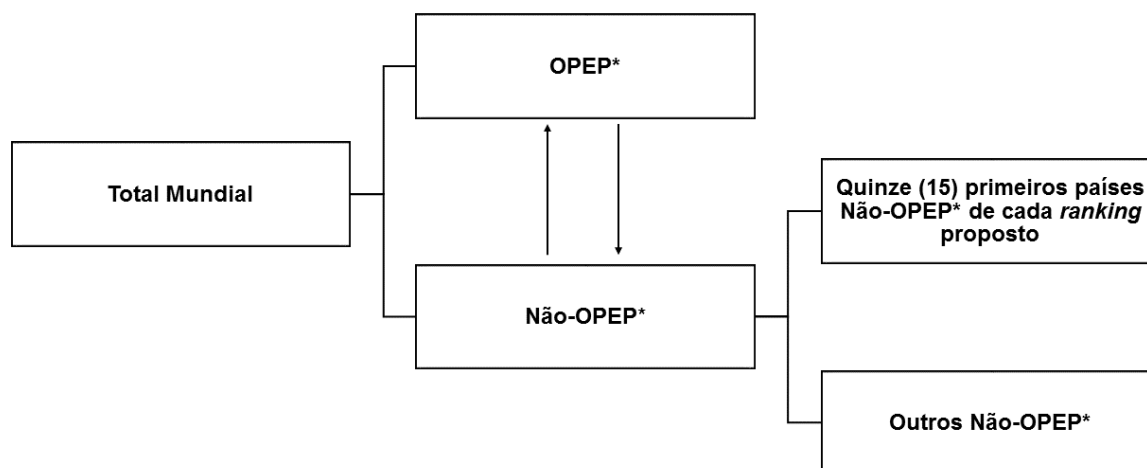 OPEP*
Total Mundial
Quinze (15) primeiros países
Não-OPEP* de cada ranking
proposto
Não-OPEP*
Outros Não-OPEP*